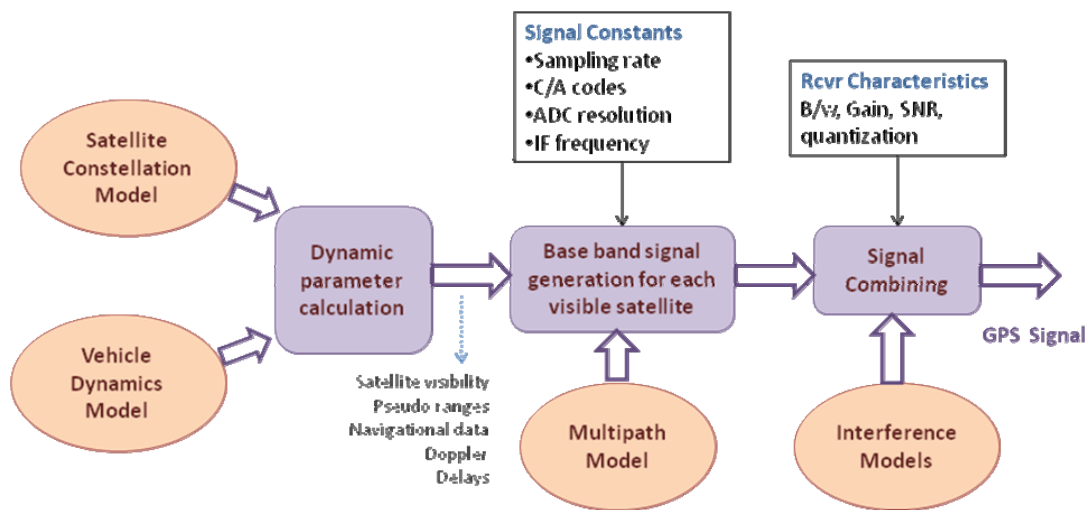 Signal Constants
•Sampling rate
•C/A codes
•ADC resolution
•IF frequency
Rcvr Characteristics
B/w, Gain, SNR,
quantization
Satellite
Constellation
Model
Dynamic
parameter
calculation
Base band signal
generation for each
visible satellite
Signal
Combining
GPS Signal
Vehicle
Dynamics
Model
Satellite visibility
Pseudo ranges
Navigational data
Doppler
Delays
Multipath
Model
Interference
Models